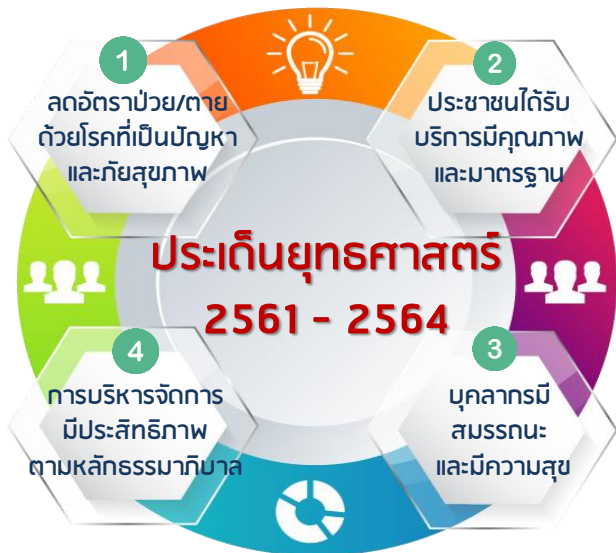 1
ลดอัตราป่วย/ตาย
ด้วยโรคที่เป็นปัญหา
และภัยสุขภาพ
2
ประชาชนได้รับ
บริการมีคุณภาพ
และมาตรฐาน
ประเด็นยุทธศาสตร์
2561 - 2564
3
บุคลากรมี
สมรรถนะ
และมีความสุข
4
การบริหารจัดการ
มีประสิทธิภาพ
ตามหลักธรรมาภิบาล